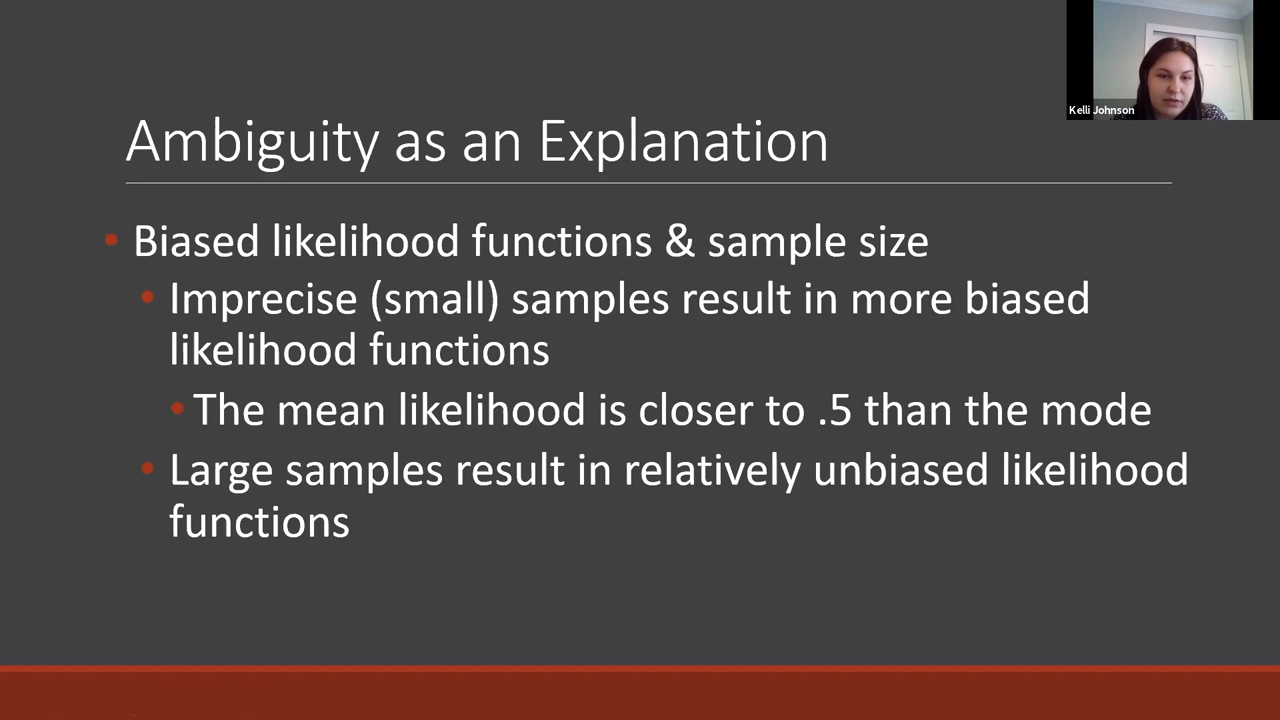 Kelli Johnson
Ambiguity as an Explanation
• Biased likelihood functions & sample size
• Imprecise (small) samples result in more biased
likelihood functions
• The mean likelihood is closer to .5 than the mode
• Large samples result in relatively unbiased likelihood
functions